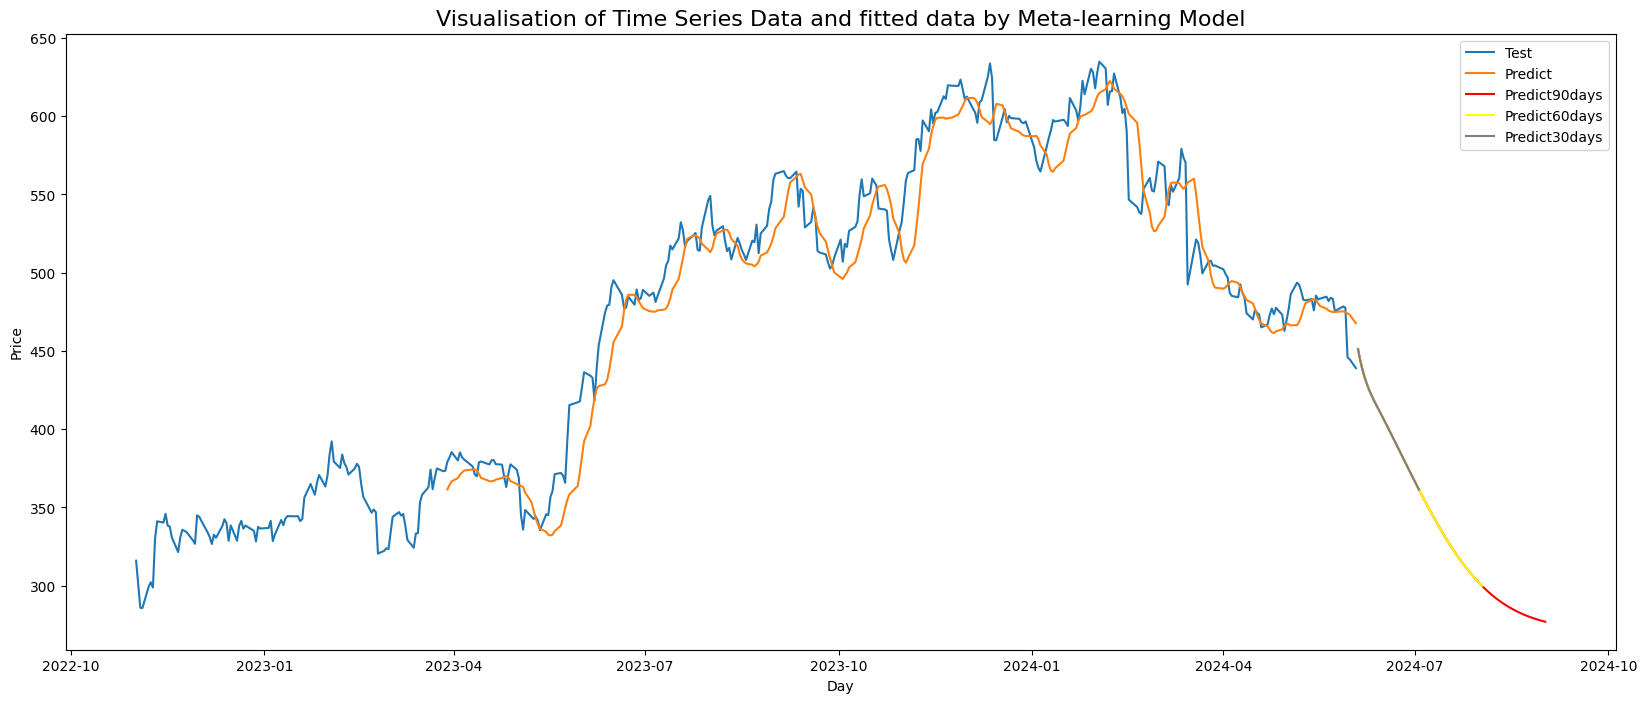 Visualisation of Time Series Data and fitted data by Meta-learning Model
650
600
550
500
450
400
350
300
Price
Test
Predict
Predict90days
Predict60days
Predict30days
2022-10
2023-01
2023-04
2023-07
2023-10
2024-01
2024-04
2024-07
2024-10
Day